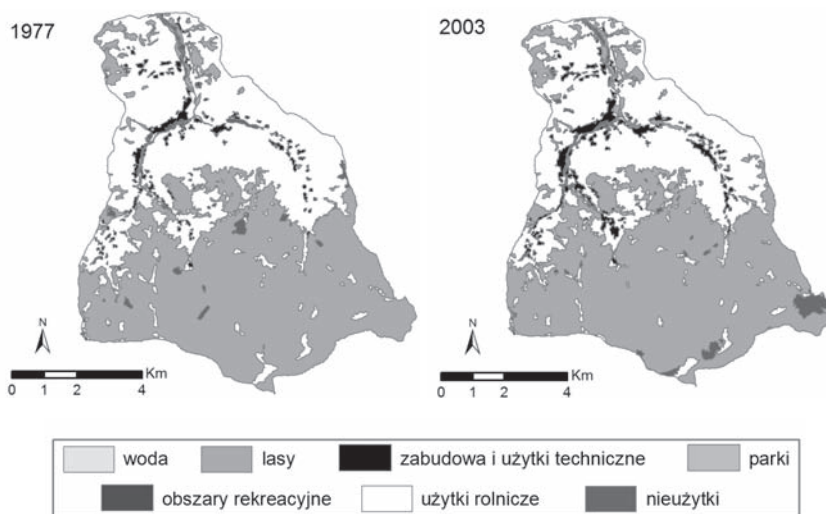 1977
2003
N
N
Km
0 1 2 4
Km
0 1 2 4
woda
lasy
zabudowa i użytki techniczne
parki
obszary rekreacyjne
użytki rolnicze
nieużytki